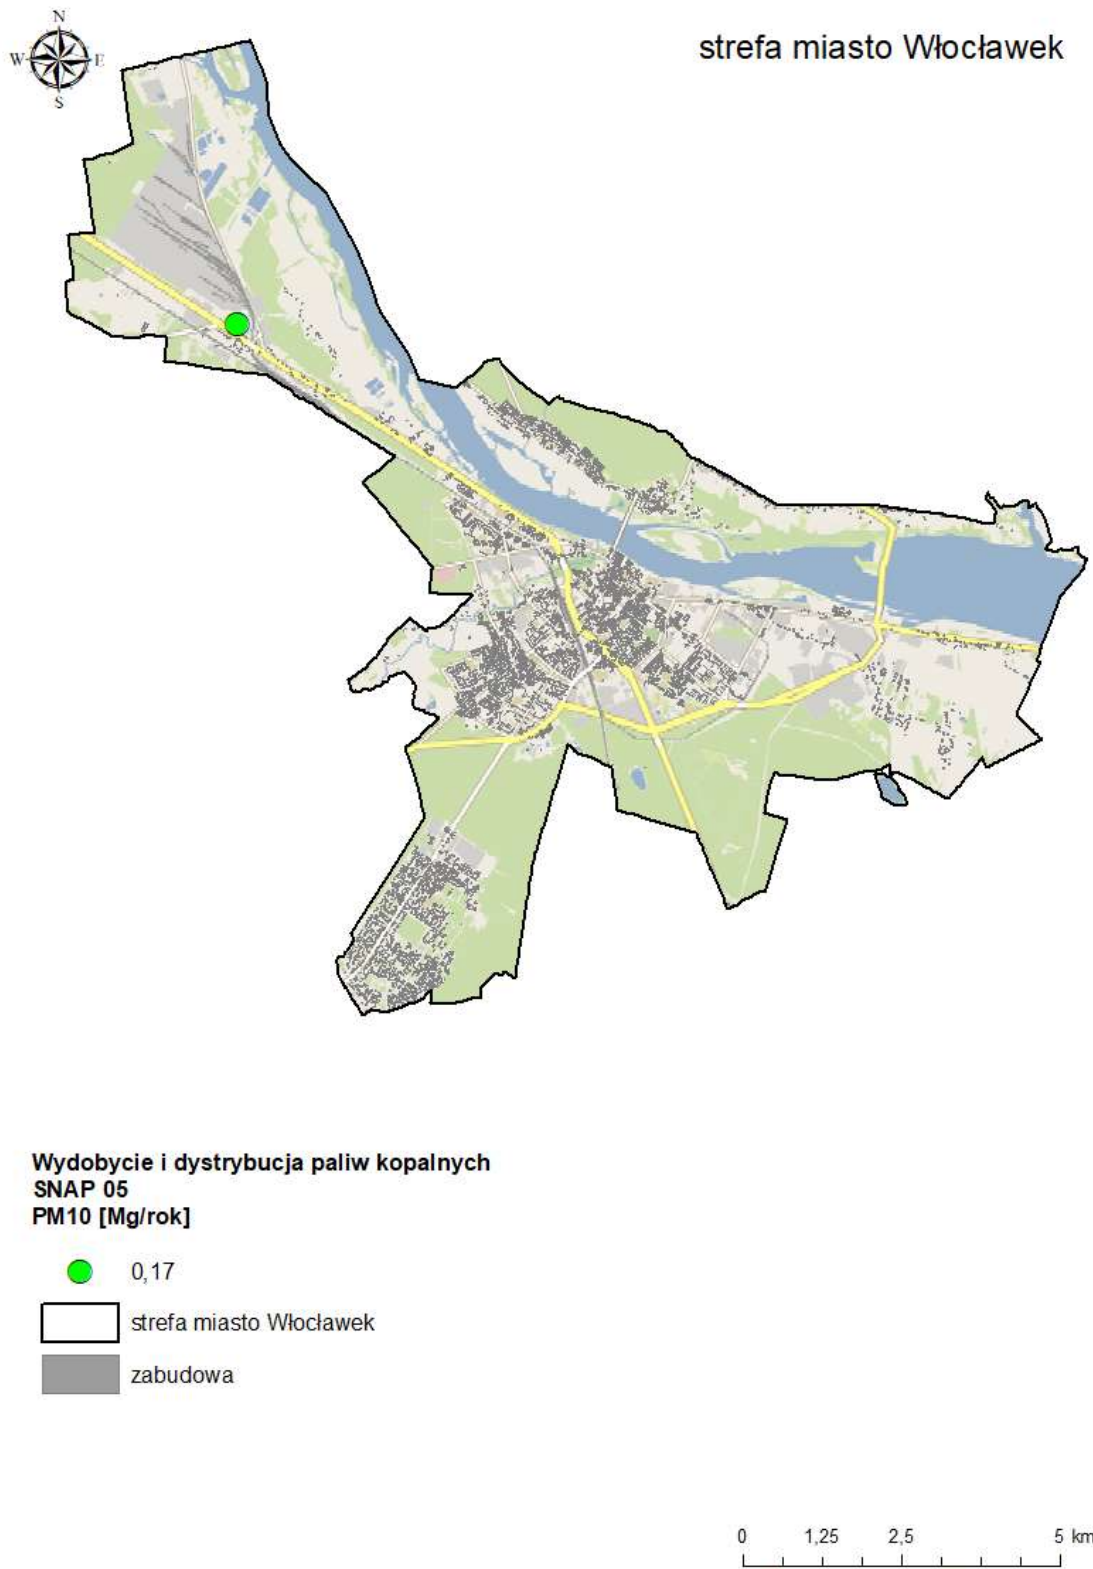 N
W E
S
strefa miasto Włocławek
Wydobycie i dystrybucja paliw kopalnych
SNAP 05
PM10 [Mg/rok]
0,17
strefa miasto Włocławek
zabudowa
0 1,25 2,5 5 km